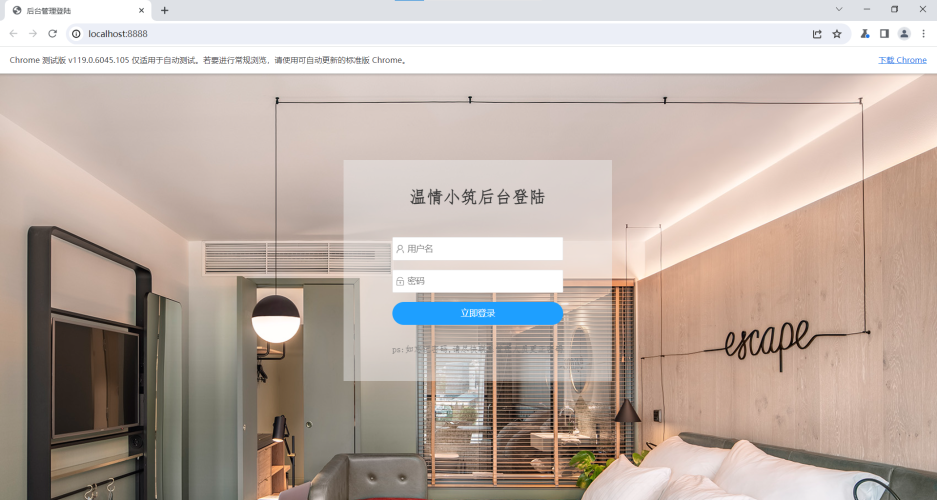 后台管理登陆
localhost:8888
Chrome 测试版 v119.0.6045.105 仅适用于自动测试。若要进行常规浏览，请使用可自动更新的标准版 Chrome。
下载 Chrome
温情小筑后台登陆
用户名
密码
立即登录
escape